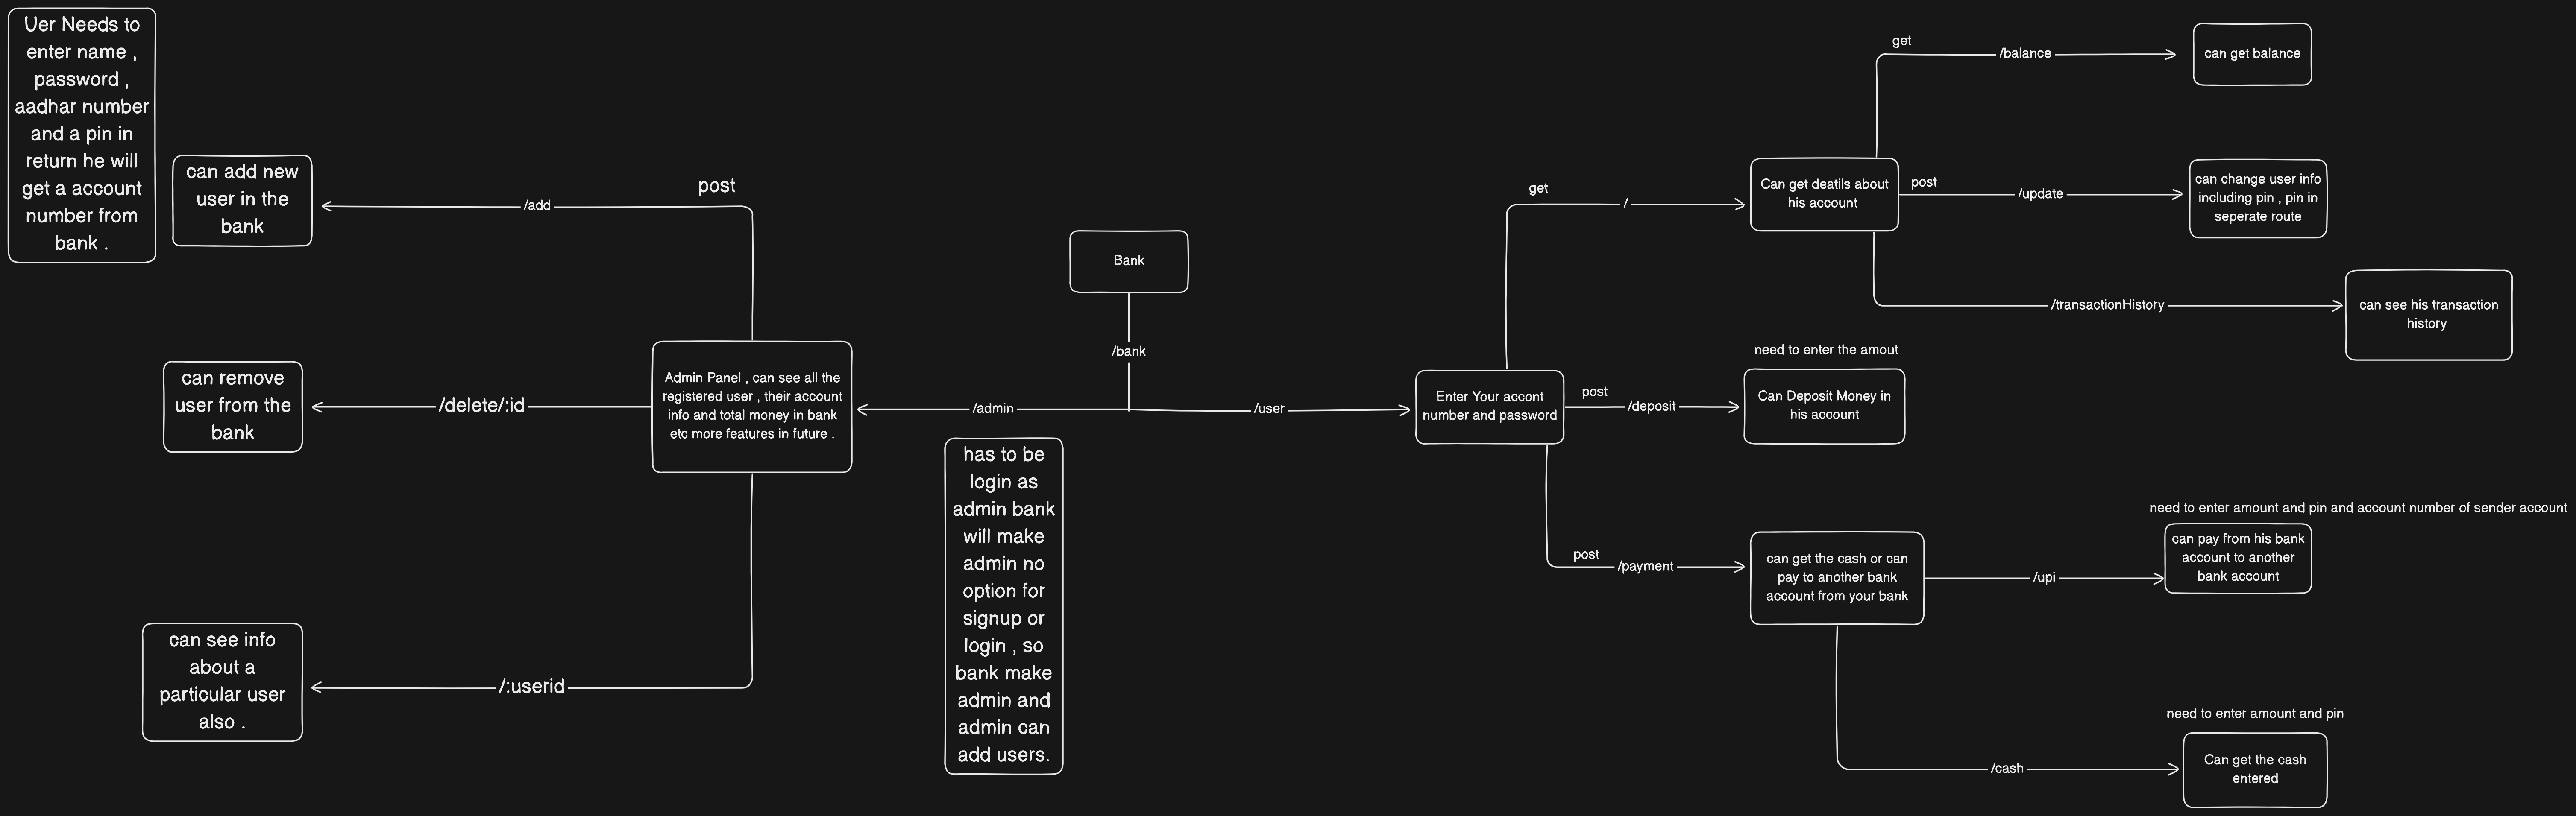 Uer Needs to
enter name ,
password ,
aadhar number
and a pin in
return he will
get a account
number from
bank .
can add new
user in the
bank
/add
post
can remove
user from the
bank
/delete/:id
can see info
about a
particular user
also .
/:userid
Admin Panel , can see all the
registered user , their account
info and total money in bank
etc more features in future .
/admin
Bank
/bank
has to be
login as
admin bank
will make
admin no
option for
signup or
login , so
bank make
admin and
admin can
add users.
/user
Enter Your accont
number and password
get
/
Can get deatils about
his account
get
/balance
can get balance
post
/update
can change user info
including pin , pin in
seperate route
/transactionHistory
can see his transaction
history
post
/deposit
need to enter the amout
Can Deposit Money in
his account
post
/payment
can get the cash or can
pay to another bank
account from your bank
/upi
need to enter amount and pin and account number of sender account
can pay from his bank
account to another
bank account
/cash
need to enter amount and pin
Can get the cash
entered